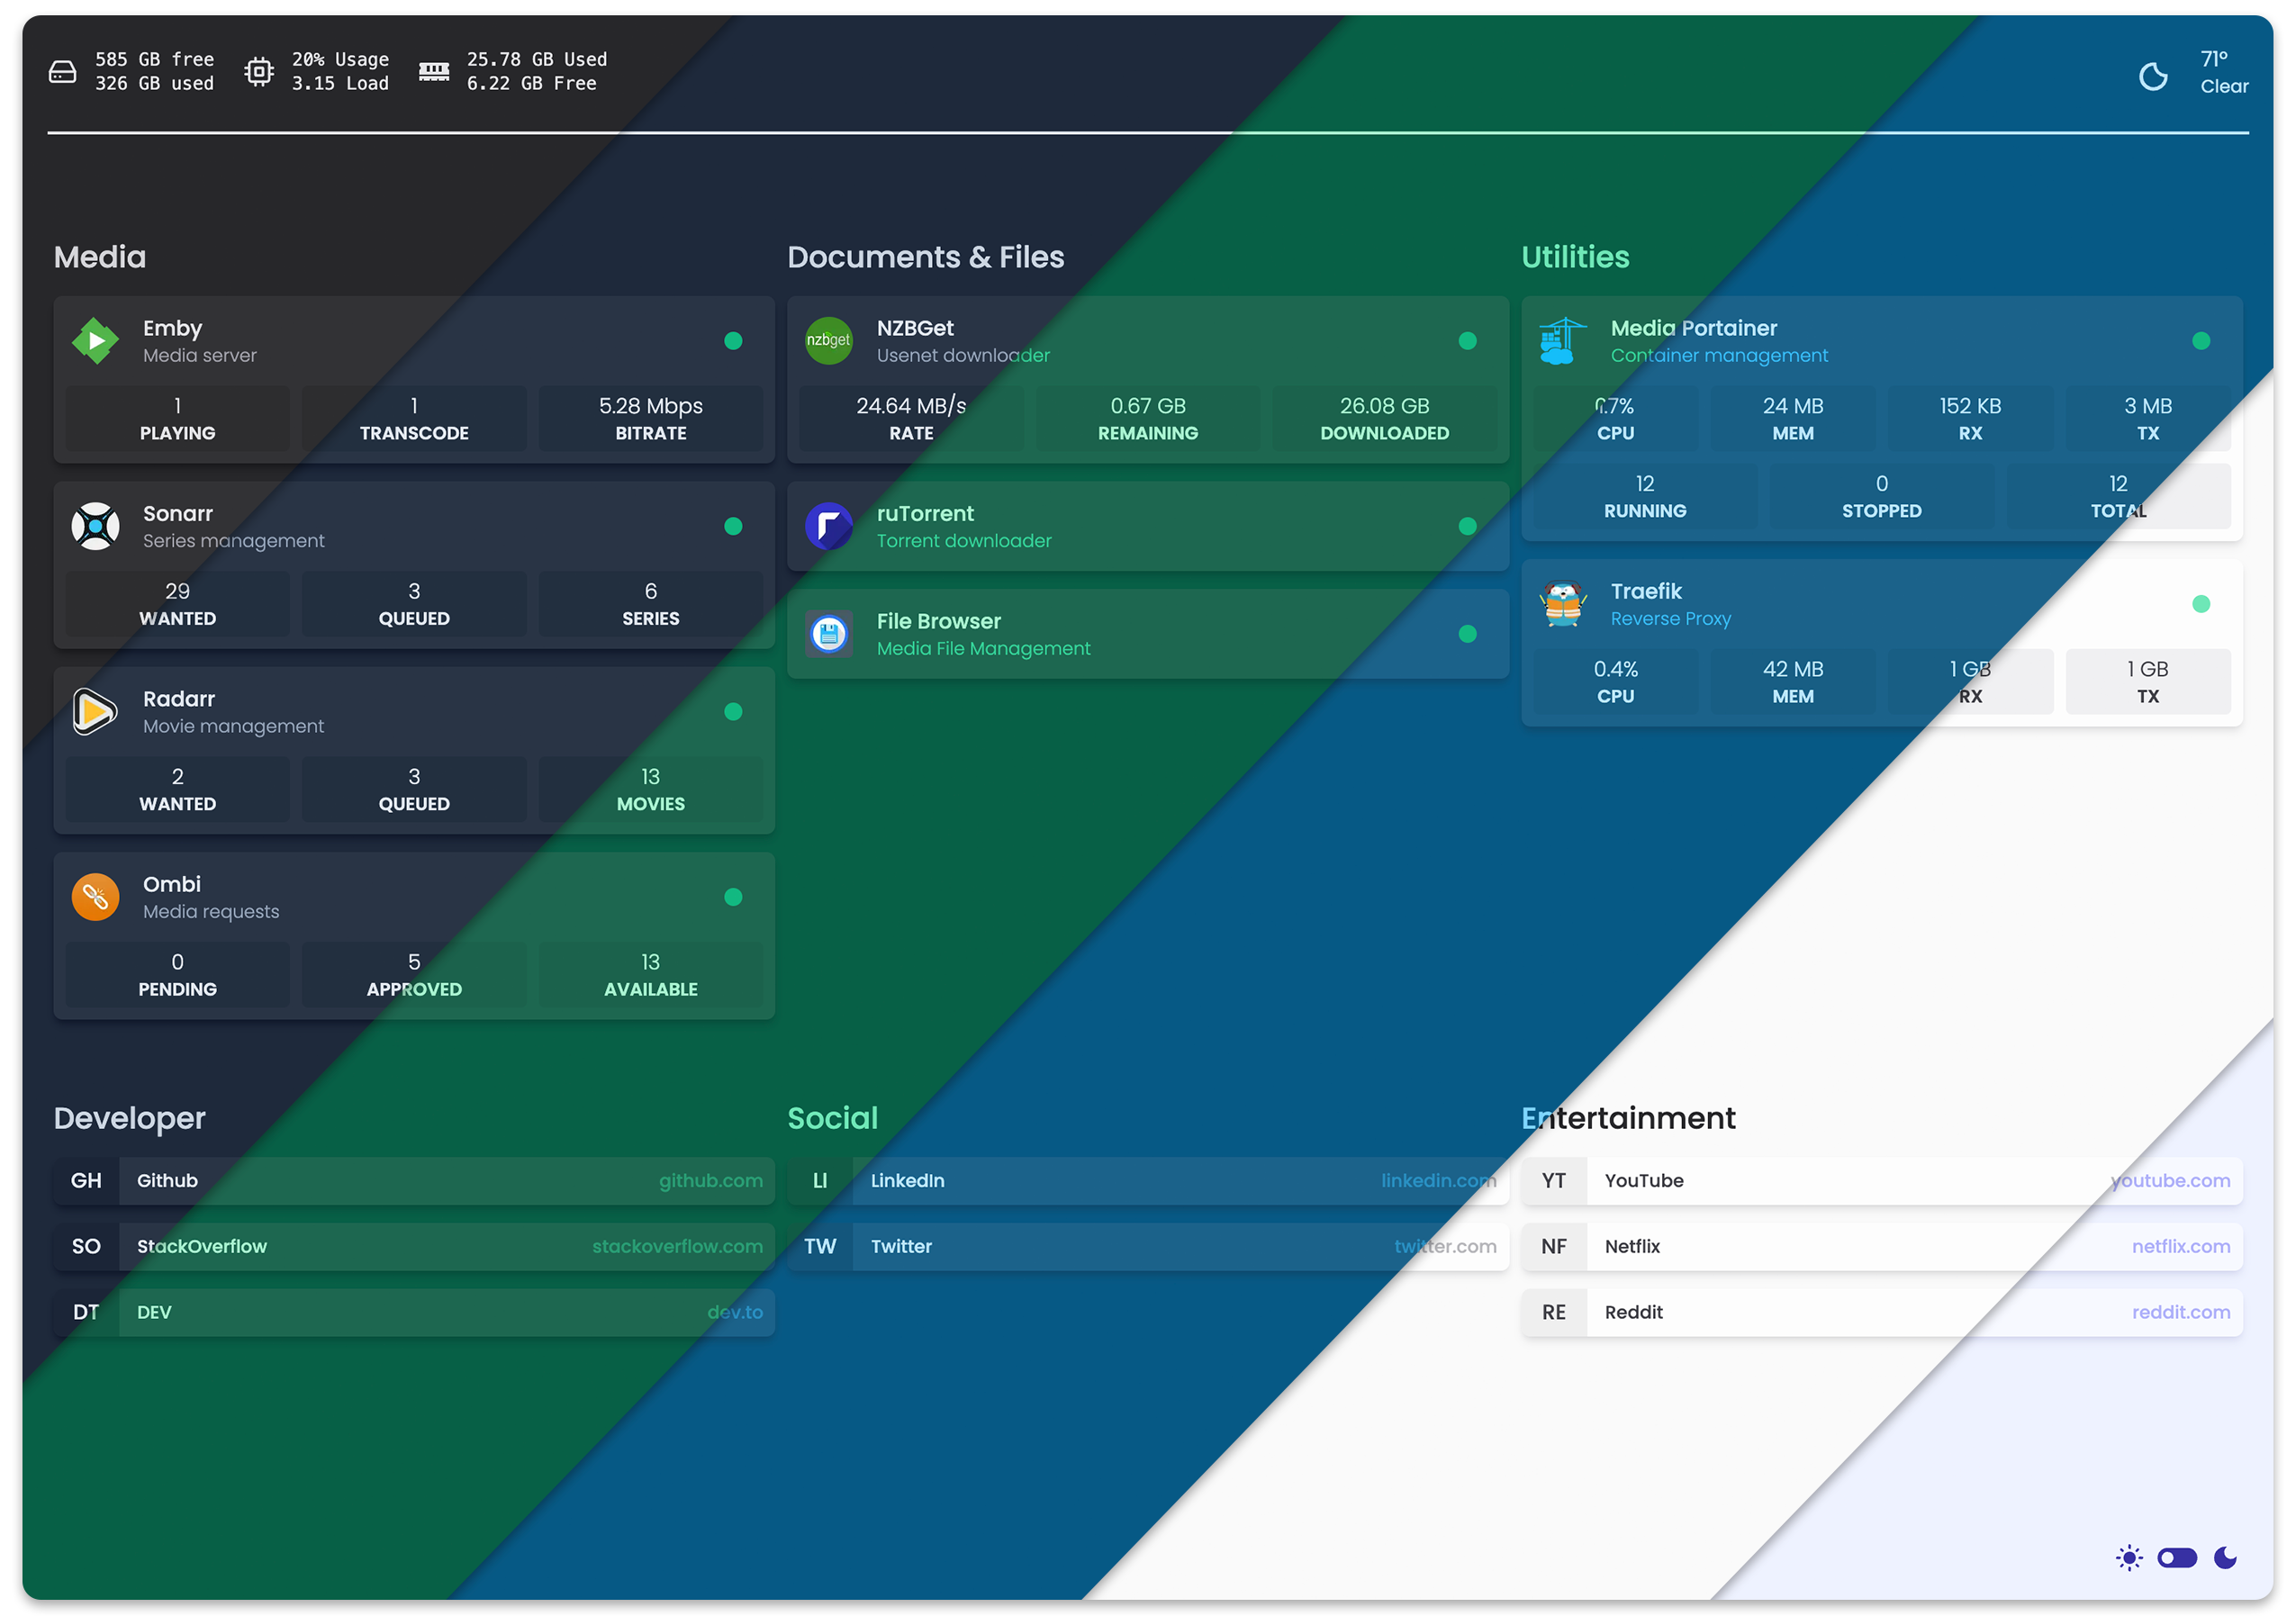 585 GB free
326 GB used
20% Usage
3.15 Load
25.78 GB Used
6.22 GB Free
71°
Clear
Media
Emby
Media server
1
PLAYING
1
TRANSCODE
5.28 Mbps
BITRATE
Sonarr
Series management
29
WANTED
3
QUEUED
6
SERIES
Radarr
Movie management
2
WANTED
3
QUEUED
13
MOVIES
Ombi
Media requests
0
PENDING
5
APPROVED
13
AVAILABLE
Documents & Files
nzbget
NZBGet
Usenet downloader
24.64 MB/s
RATE
0.67 GB
REMAINING
26.08 GB
DOWNLOADED
ruTorrent
Torrent downloader
File Browser
Media File Management
Utilities
Media Portainer
Container management
CPU
24 MB
MEM
152 KB
RX
3 MB
TX
12
RUNNING
0
STOPPED
12
TOTAL
Traefik
Reverse Proxy
0.4%
CPU
42 MB
MEM
1 GB
RX
1 GB
TX
Developer
GH Github github.com
SO StackOverflow stackoverflow.com
DT DEV dev.to
Social
LI LinkedIn linkedin.com
TW Twitter twitter.com
Entertainment
YT YouTube youtube.com
NF Netflix netflix.com
RE Reddit reddit.com